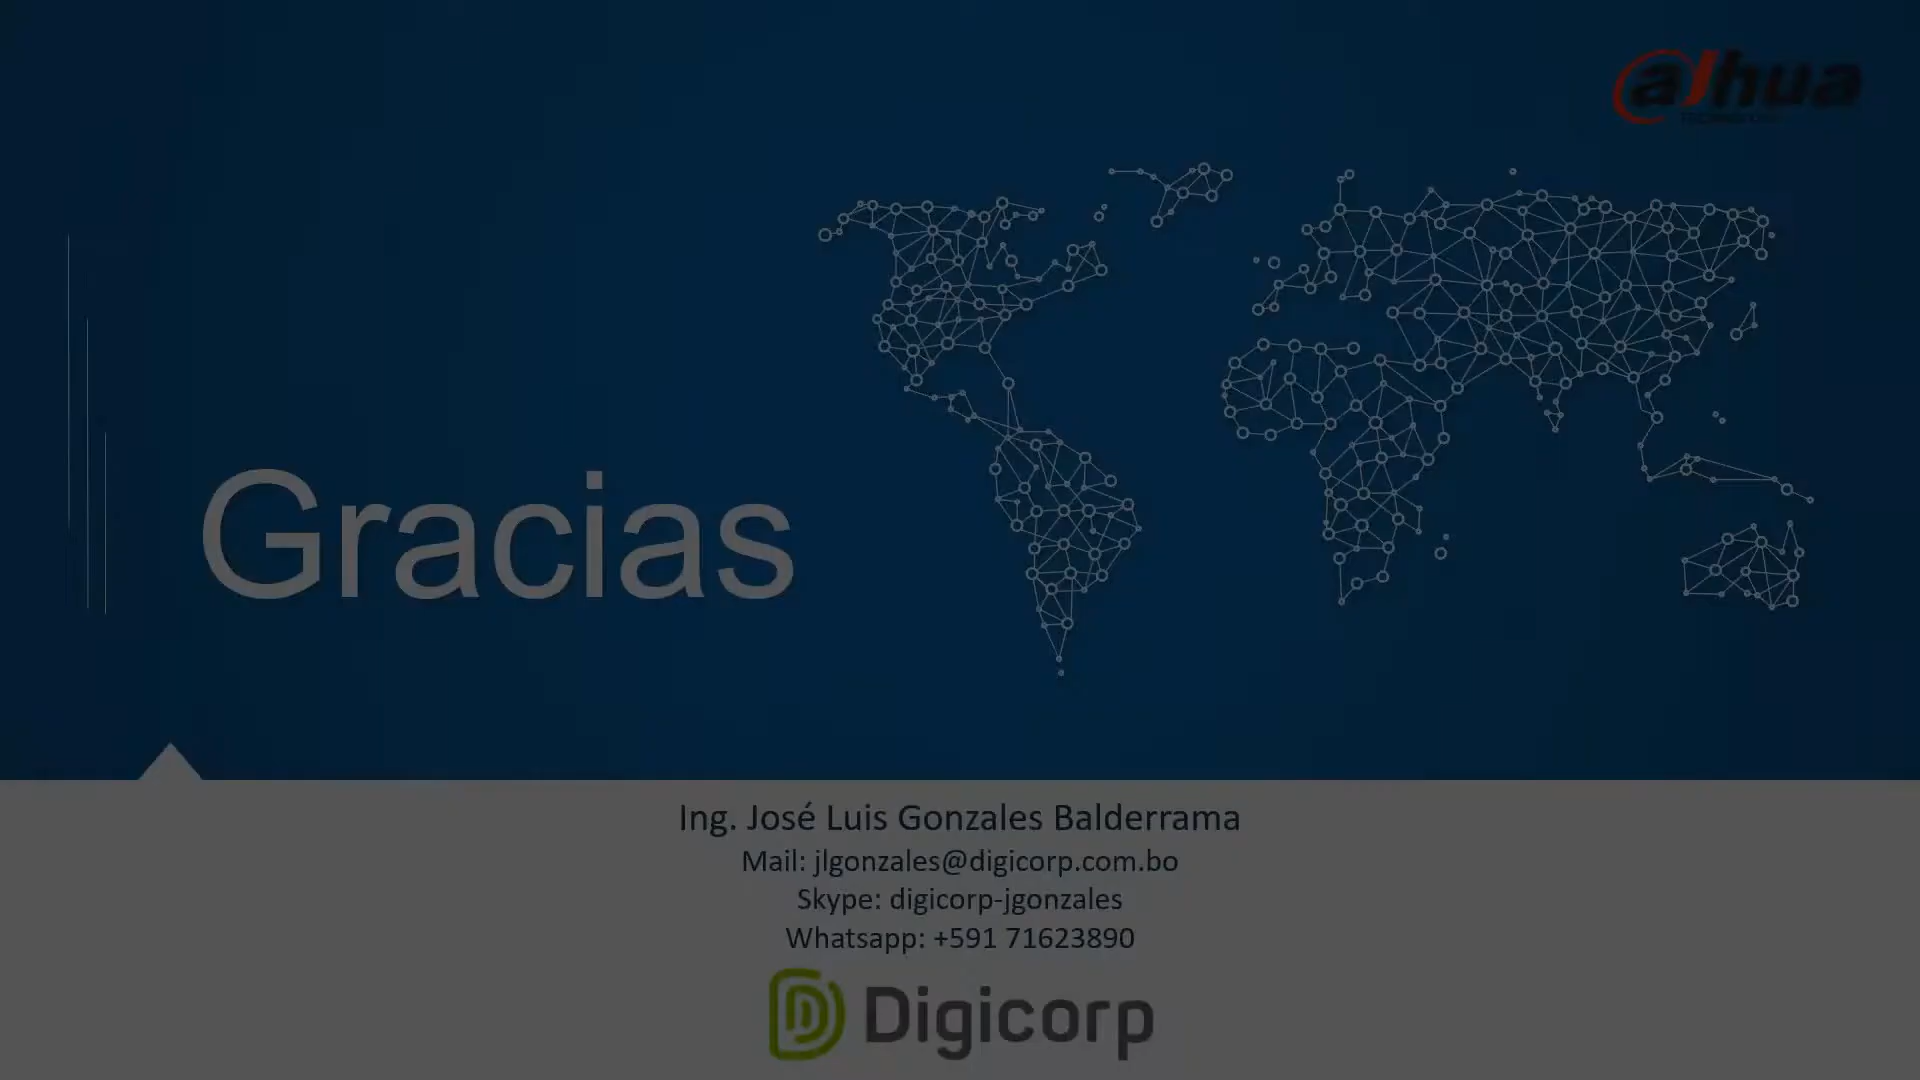 alhua
TECHNOLOGY
Gracias
Ing. José Luis Gonzales Balderrama
Mail: jlgonzales@digicorp.com.bo
Skype: digicorp-jgonzales
Whatsapp: +591 71623890
Digicorp